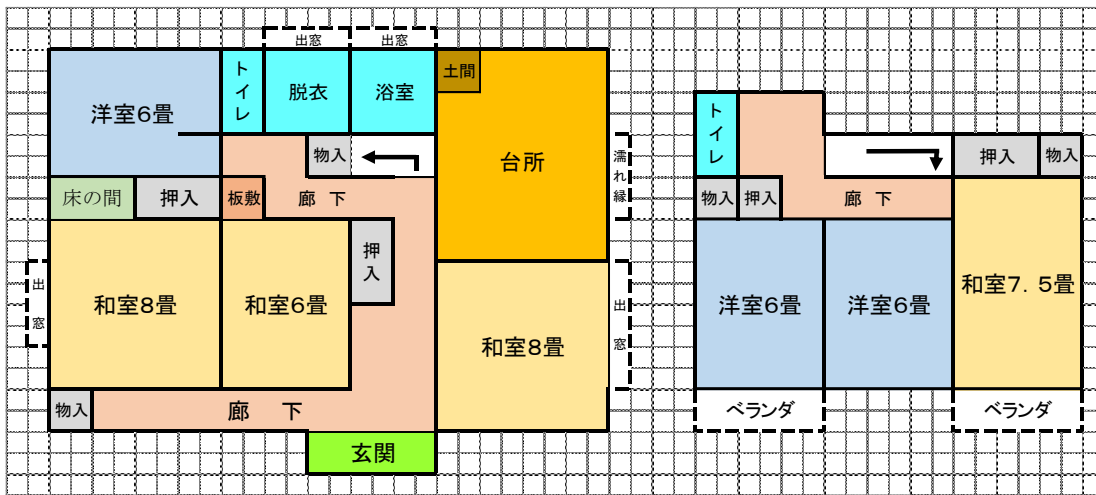 出窓
出窓
洋室6畳
トイレ
脱衣
浴室
土間
台所
濡れ縁
物入
床の間
押入
板敷
廊 下
押入
出窓
和室8畳
和室6畳
和室8畳
出窓
物入
廊 下
玄関
トイレ
押入
物入
物入
押入
廊 下
洋室6畳
洋室6畳
和室7．5畳
ベランダ
ベランダ